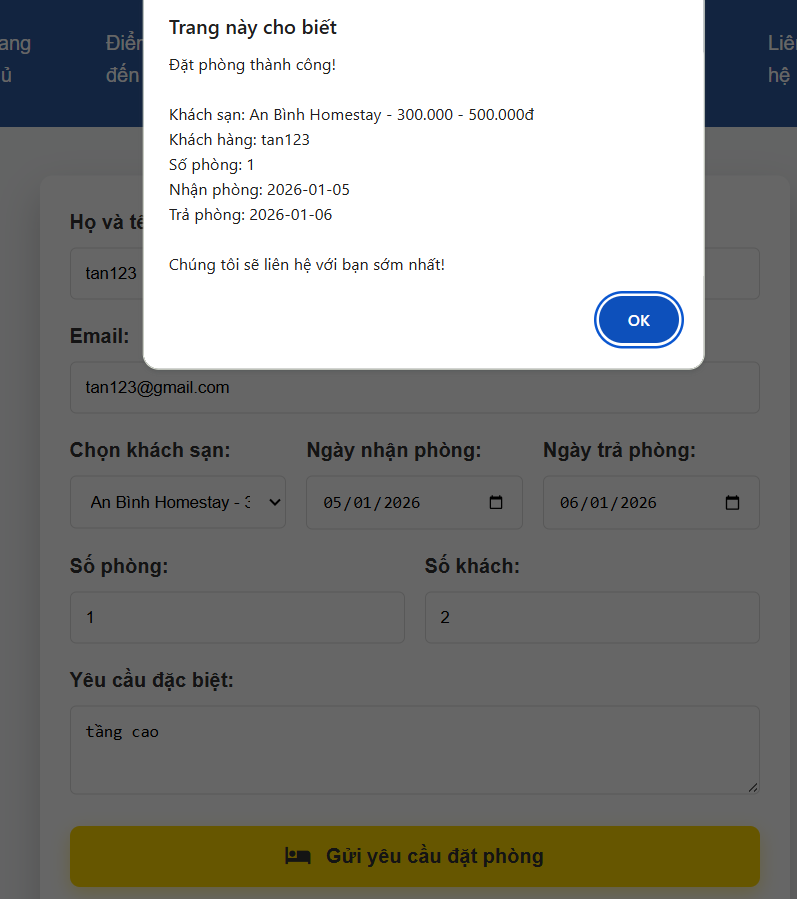 Trang này cho biết
Đặt phòng thành công!
Khách sạn: An Bình Homestay - 300.000 - 500.000đ
Khách hàng: tan123
Số phòng: 1
Nhận phòng: 2026-01-05
Trả phòng: 2026-01-06
Chúng tôi sẽ liên hệ với bạn sớm nhất!
OK
ang
ủ
Điể
đến
Liê
hệ
Họ và tê
tan123
Email:
tan123@gmail.com
Chọn khách sạn: Ngày nhận phòng: Ngày trả phòng:
An Bình Homestay - 05/01/2026 06/01/2026
Số phòng: Số khách:
1 2
Yêu cầu đặc biệt:
tầng cao
Gửi yêu cầu đặt phòng